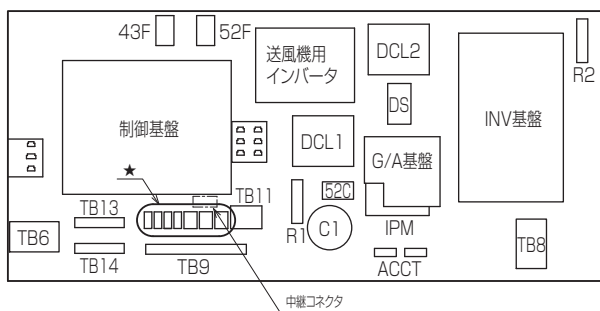 43F
52F
送風機用
インバータ
DCL2
R2
DS
制御基盤
INV基盤
DCL1
G/A基盤
★
52C
TB13
TB11
TB6
R1
C1
IPM
TB8
TB14
TB9
ACCT
中継コネクタ